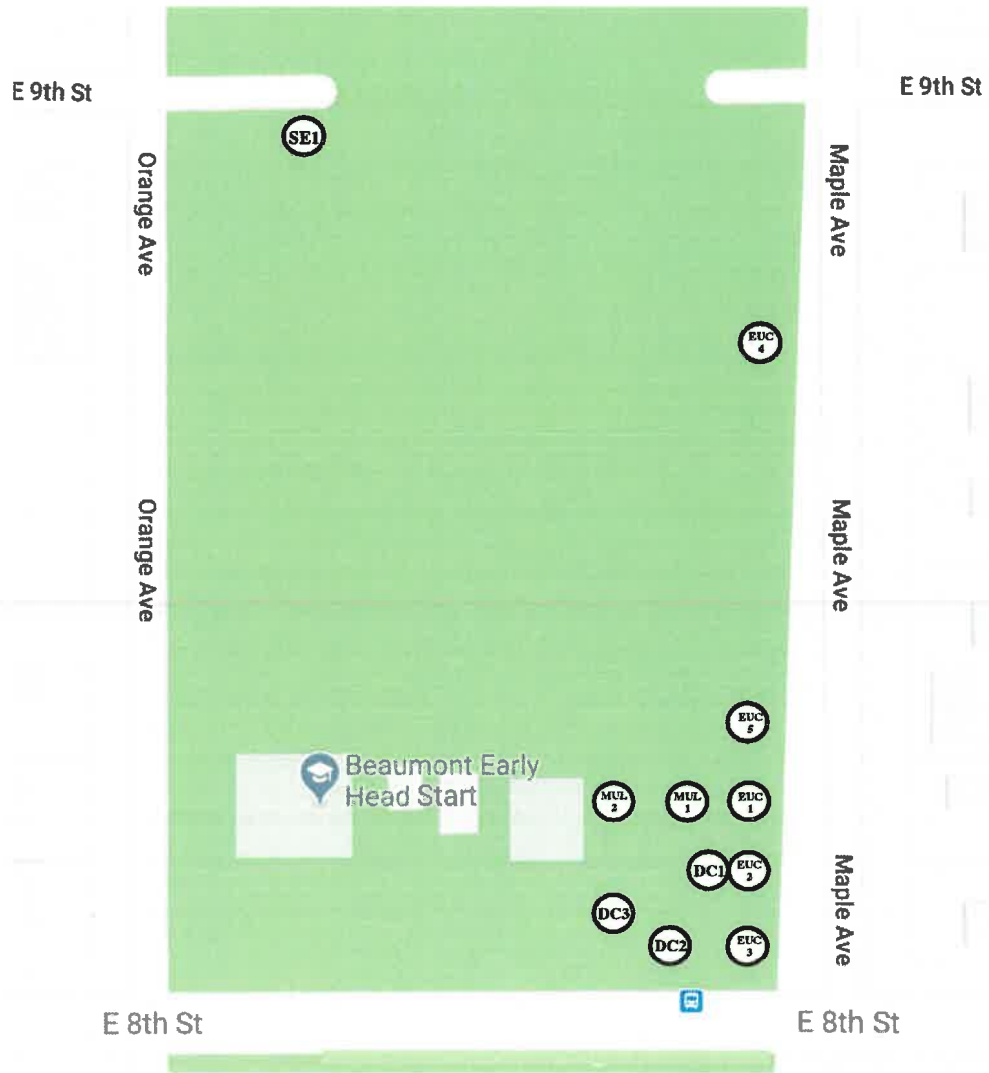 E 9th St
E 9th St
SE1
Orange Ave
Maple Ave
EUC
4
Orange Ave
Maple Ave
EUC
5
Beaumont Early
Head Start
MUL
2
MUL
1
EUC
1
DC1
EUC
2
Maple Ave
DC3
DC2
EUC
3
E 8th St
E 8th St